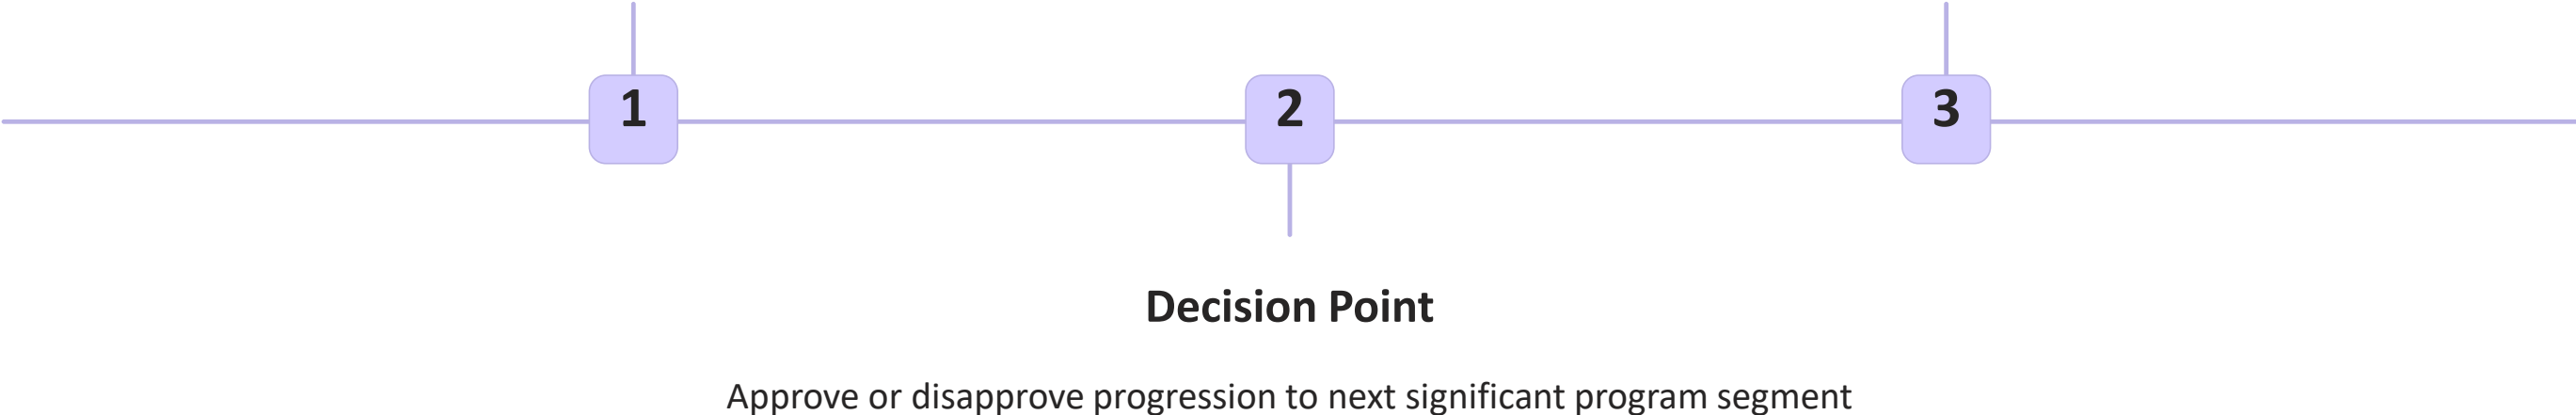 1
2
3
Decision Point
Approve or disapprove progression to next significant program segment